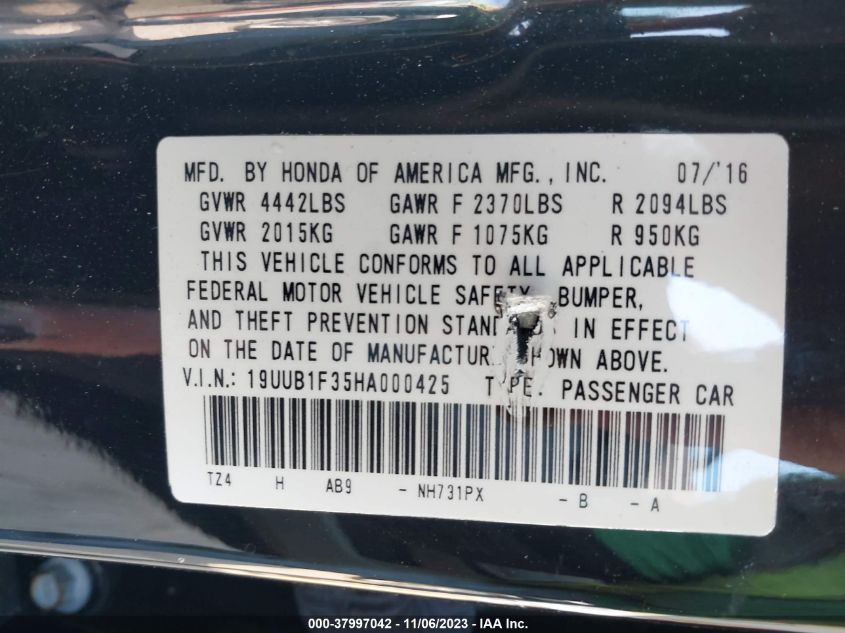 MFD. BY HONDA OF AMERICA MFG., INC. 07/'16
GVWR 4442LBS GAWR F 2370LBS R 2094LBS
GVWR 2015KG GAWR F 1075KG R 950KG
THIS VEHICLE CONFORMS TO ALL APPLICABLE
FEDERAL MOTOR VEHICLE SAFETY, BUMPER,
AND THEFT PREVENTION IN EFFECT
ON THE DATE OF ABOVE.
V.I.N.: 19UUB1F35HA000425 TYPE: PASSENGER CAR
TZ4 H AB9 - NH731PX - B - A
000-37997042 - 11/06/2023 - IAA Inc.